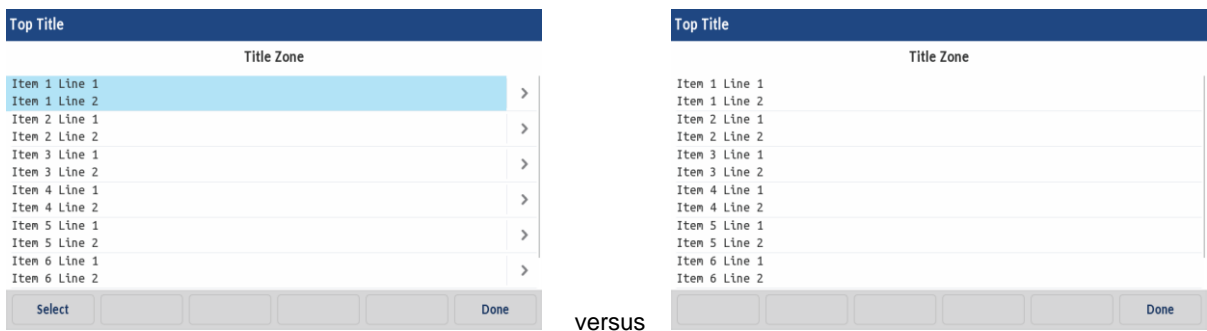 Top Title
Title Zone
Item 1 Line 1
Item 1 Line 2
Item 2 Line 1
Item 2 Line 2
Item 3 Line 1
Item 3 Line 2
Item 4 Line 1
Item 4 Line 2
Item 5 Line 1
Item 5 Line 2
Item 6 Line 1
Item 6 Line 2
Select Done
versus
Top Title
Title Zone
Item 1 Line 1
Item 1 Line 2
Item 2 Line 1
Item 2 Line 2
Item 3 Line 1
Item 3 Line 2
Item 4 Line 1
Item 4 Line 2
Item 5 Line 1
Item 5 Line 2
Item 6 Line 1
Item 6 Line 2
Done